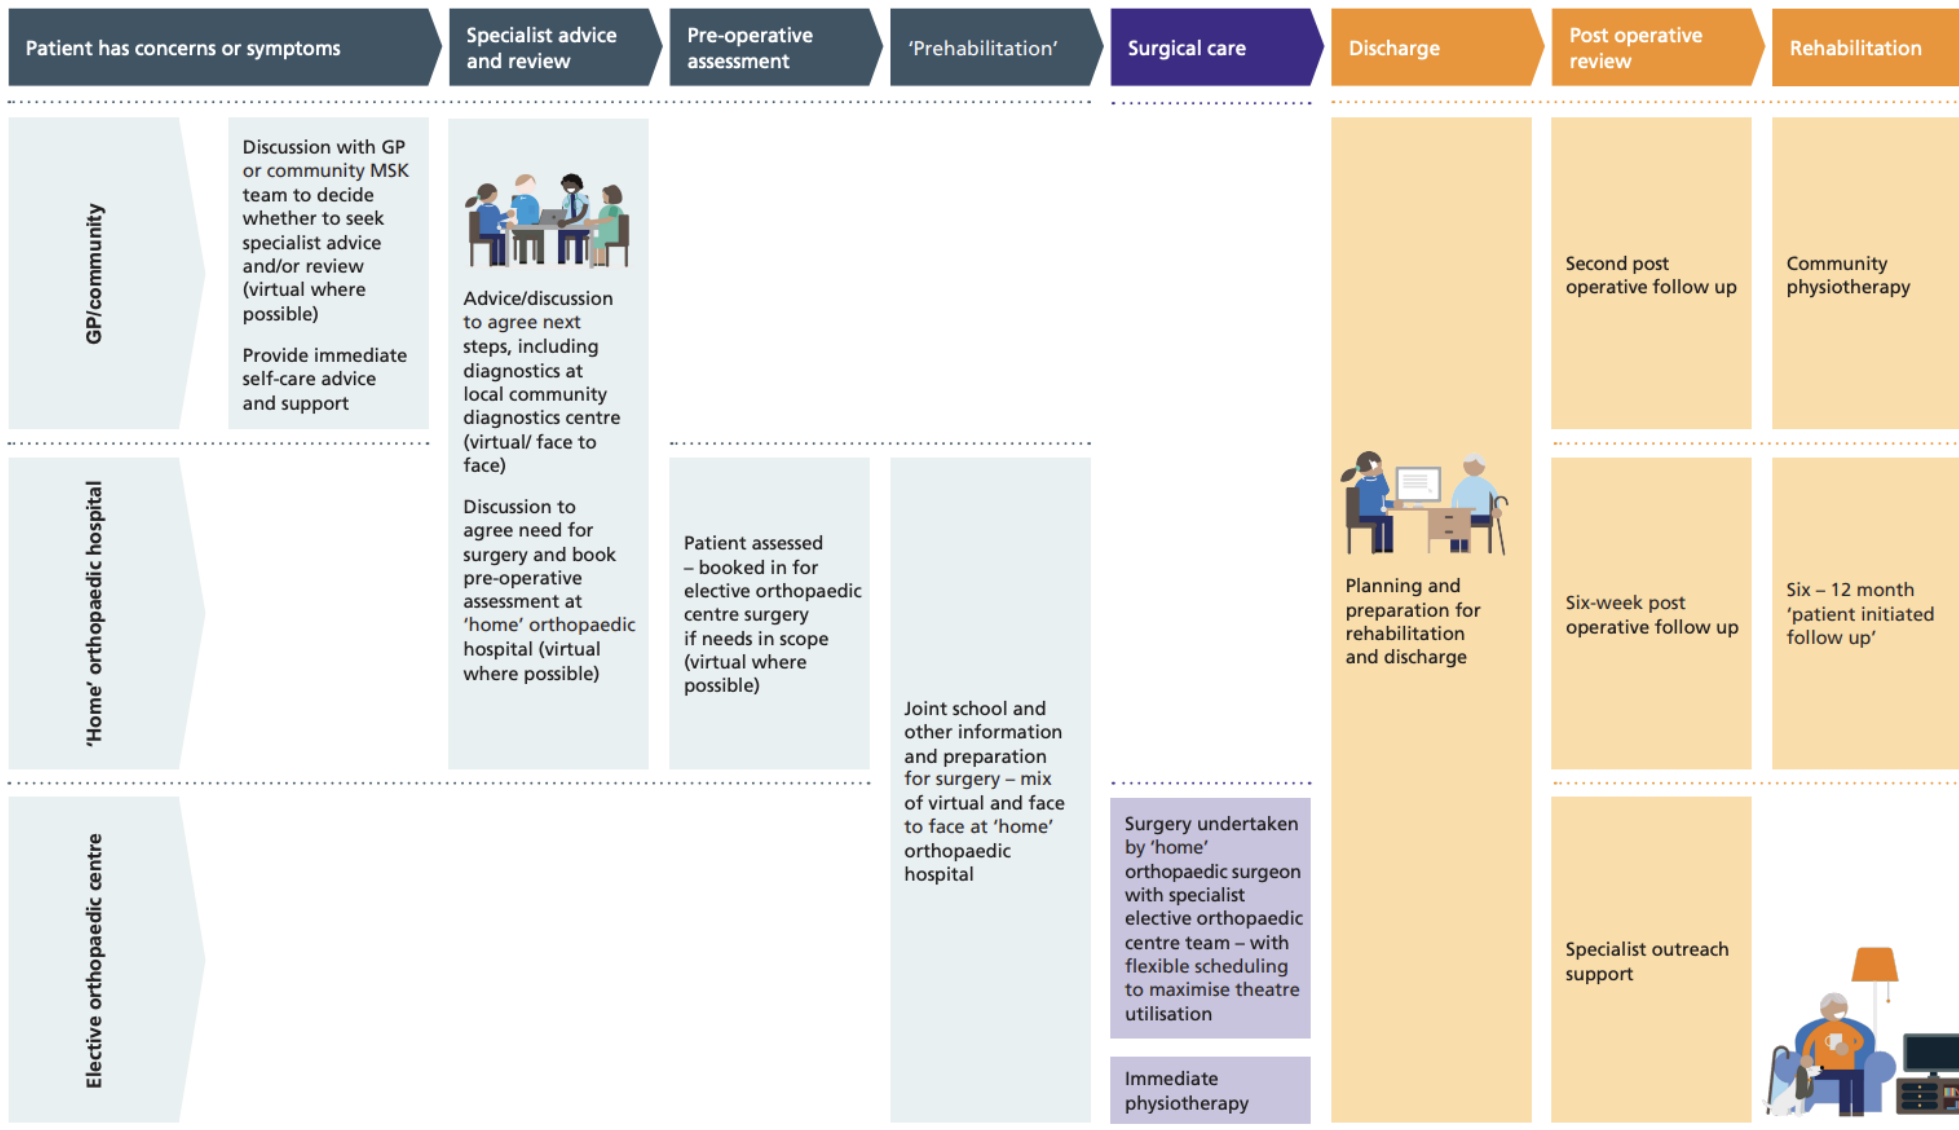 Patient has concerns or symptoms
Specialist advice
and review
Pre-operative
assessment
‘Prehabilitation’
Surgical care
Discharge
Post operative
review
Rehabilitation
GP/community
Discussion with GP
or community MSK
team to decide
whether to seek
specialist advice
and/or review
(virtual where
possible)
Provide immediate
self-care advice
and support
Advice/discussion
to agree next
steps, including
diagnostics at
local community
diagnostics centre
(virtual/ face to
face)
Discussion to
agree need for
surgery and book
pre-operative
assessment at
‘home’ orthopaedic
hospital (virtual
where possible)
Second post
operative follow up
Community
physiotherapy
‘Home’ orthopaedic hospital
Patient assessed
– booked in for
elective orthopaedic
centre surgery
if needs in scope
(virtual where
possible)
Joint school and
other information
and preparation
for surgery – mix
of virtual and face
to face at ‘home’
orthopaedic
hospital
Planning and
preparation for
rehabilitation
and discharge
Six-week post
operative follow up
Six – 12 month
‘patient initiated
follow up’
Elective orthopaedic centre
Surgery undertaken
by ‘home’
orthopaedic surgeon
with specialist
elective orthopaedic
centre team – with
flexible scheduling
to maximise theatre
utilisation
Immediate
physiotherapy
Specialist outreach
support